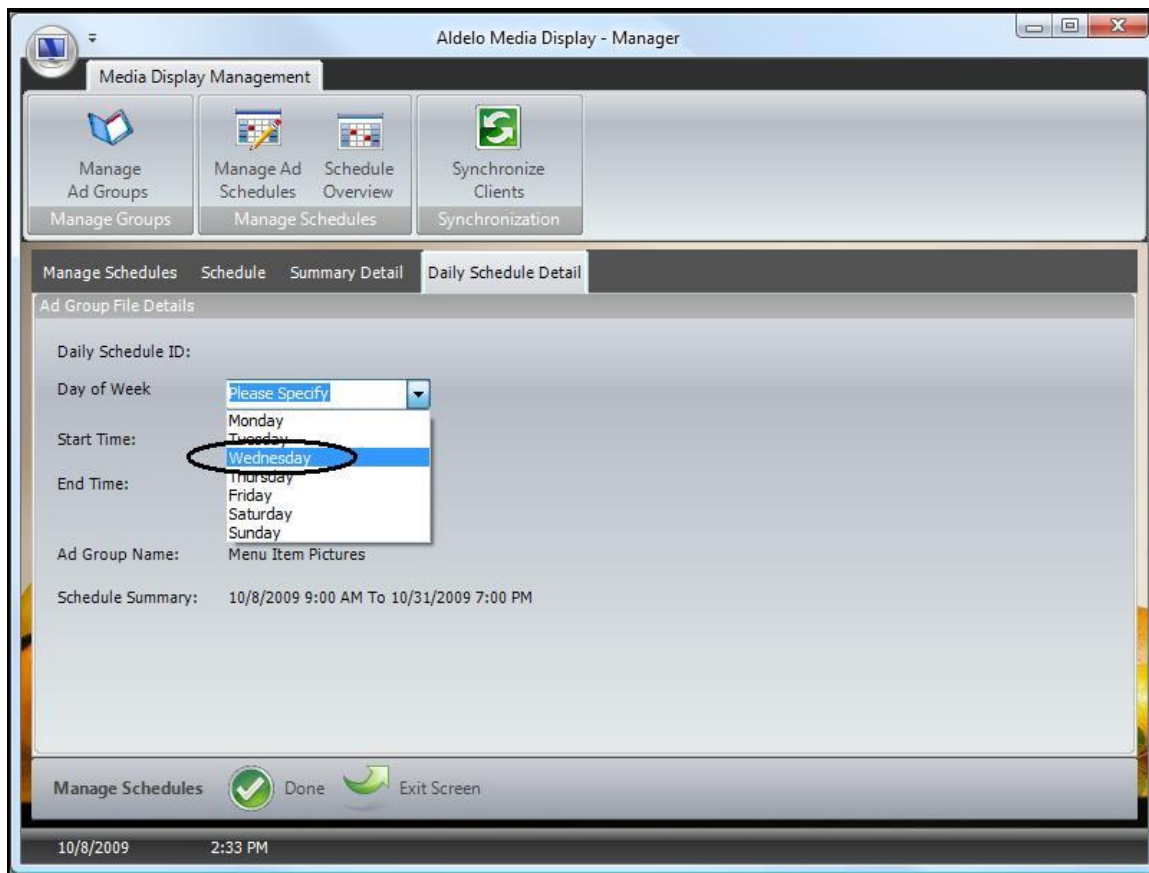 Aldelo Media Display - Manager
Media Display Management
Manage
Ad Groups
Manage Ad
Schedules
Schedule
Overview
Synchronize
Clients
Manage Groups
Manage Schedules
Synchronization
Manage Schedules Schedule Summary Detail Daily Schedule Detail
Ad Group File Details
Daily Schedule ID:
Day of Week Please Specify
Monday
Start Time: Tuesday
Wednesday
End Time: Thursday
Friday
Saturday
Sunday
Ad Group Name: Menu Item Pictures
Schedule Summary: 10/8/2009 9:00 AM To 10/31/2009 7:00 PM
Manage Schedules Done Exit Screen
10/8/2009 2:33 PM